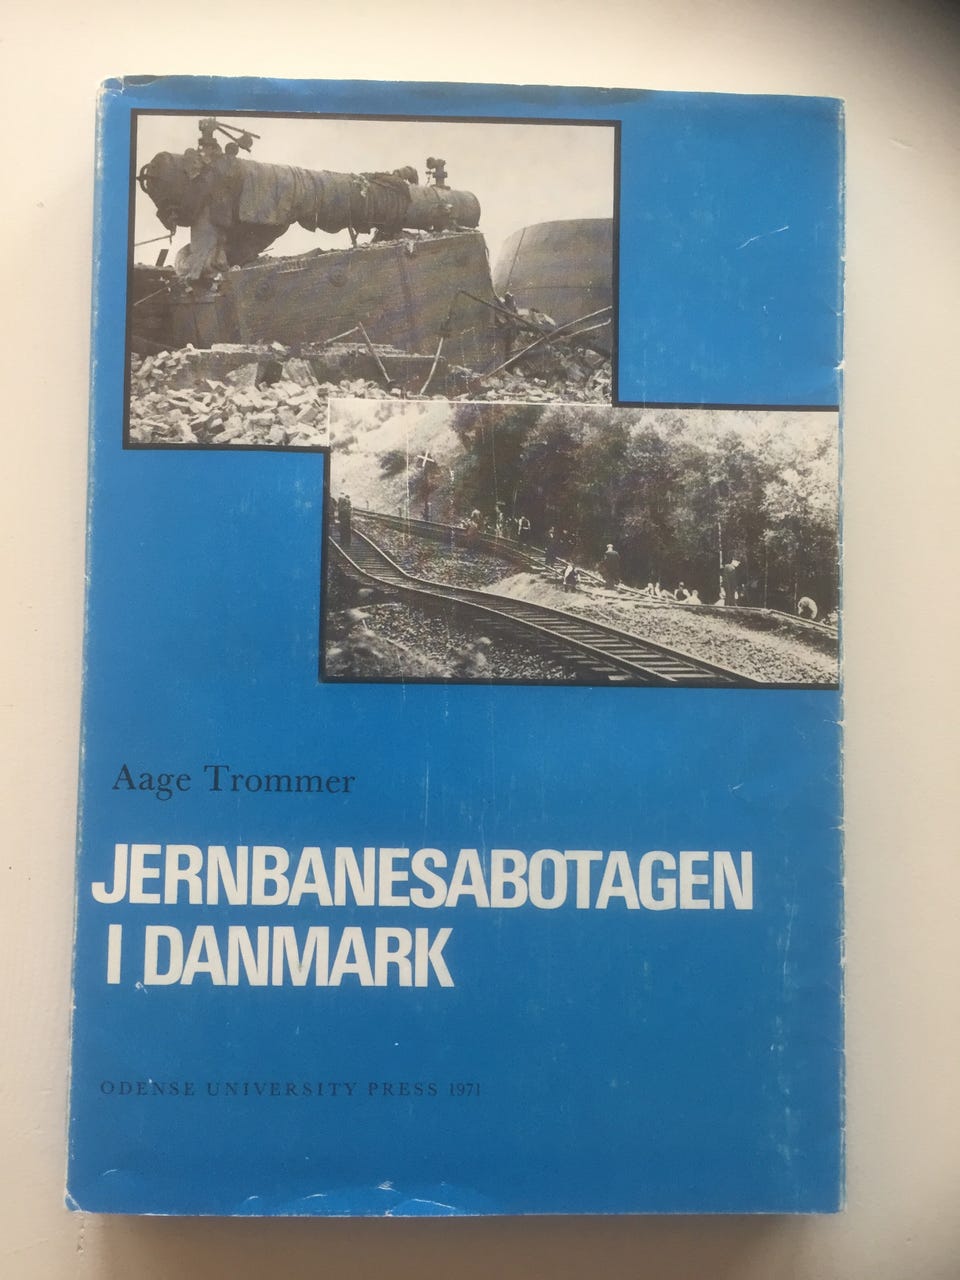 Aage Trommer
JERNBANESABOTAGEN
I DANMARK
ODENSE UNIVERSITY PRESS 1971